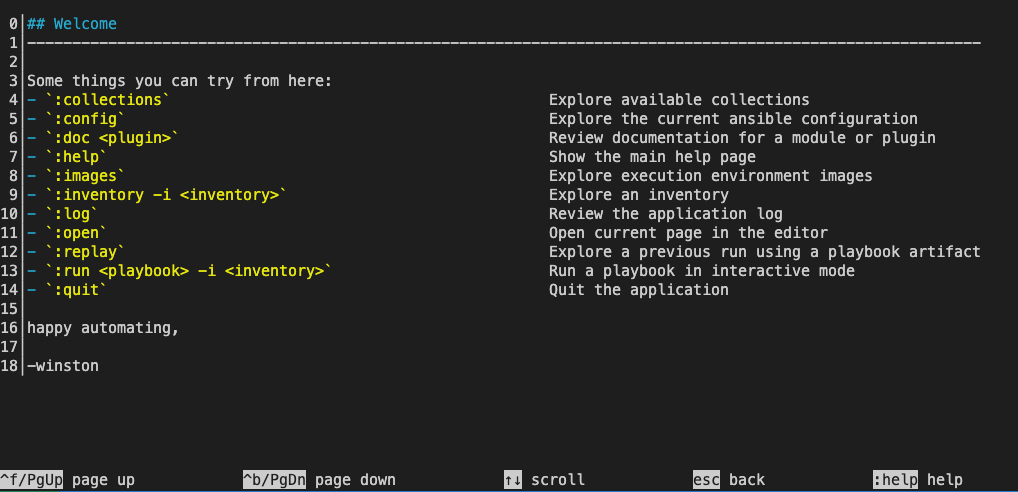 0 ## Welcome
1 ——————————————————————————————————————————————————————————————————————————————————————————————————————————
2
3 Some things you can try from here:
4 - `:collections` Explore available collections
5 - `:config` Explore the current ansible configuration
6 - `:doc <plugin>` Review documentation for a module or plugin
7 - `:help` Show the main help page
8 - `:images` Explore execution environment images
9 - `:inventory -i <inventory>` Explore an inventory
10 - `:log` Review the application log
11 - `:open` Open current page in the editor
12 - `:replay` Explore a previous run using a playbook artifact
13 - `:run <playbook> -i <inventory>` Run a playbook in interactive mode
14 - `:quit` Quit the application
15
16 happy automating,
17
18 -winston
^f/PgUp page up ^b/PgDn page down ↑↓ scroll esc back :help help